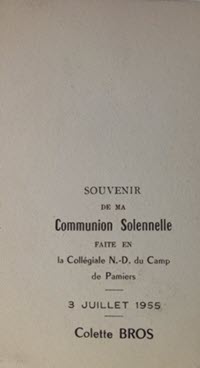 SOUVENIR
DE MA
Communion Solennelle
FAITE EN
la Collégiale N.-D. du Camp
de Pamiers
3 JUILLET 1955
Colette BROS